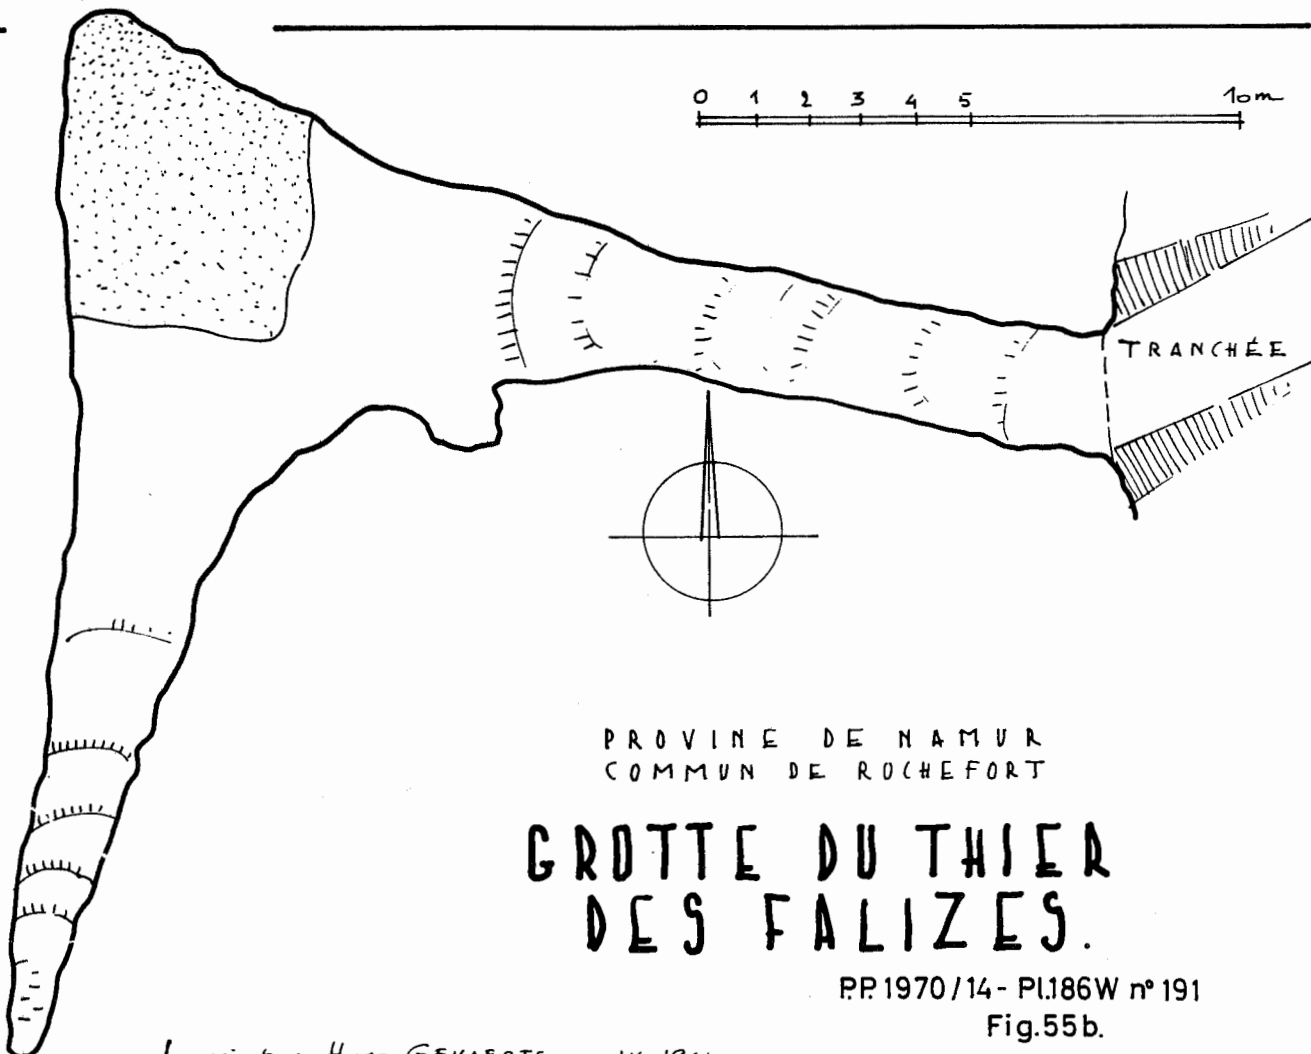 0 1 2 3 4 5 10m
TRANCHÉE
PROVINE DE NAMUR
COMMUN DE ROCHEFORT
GROTTE DU THIER
DES FALIZES.
P.P. 1970/14 - Pl.186W n° 191
Fig.55b.